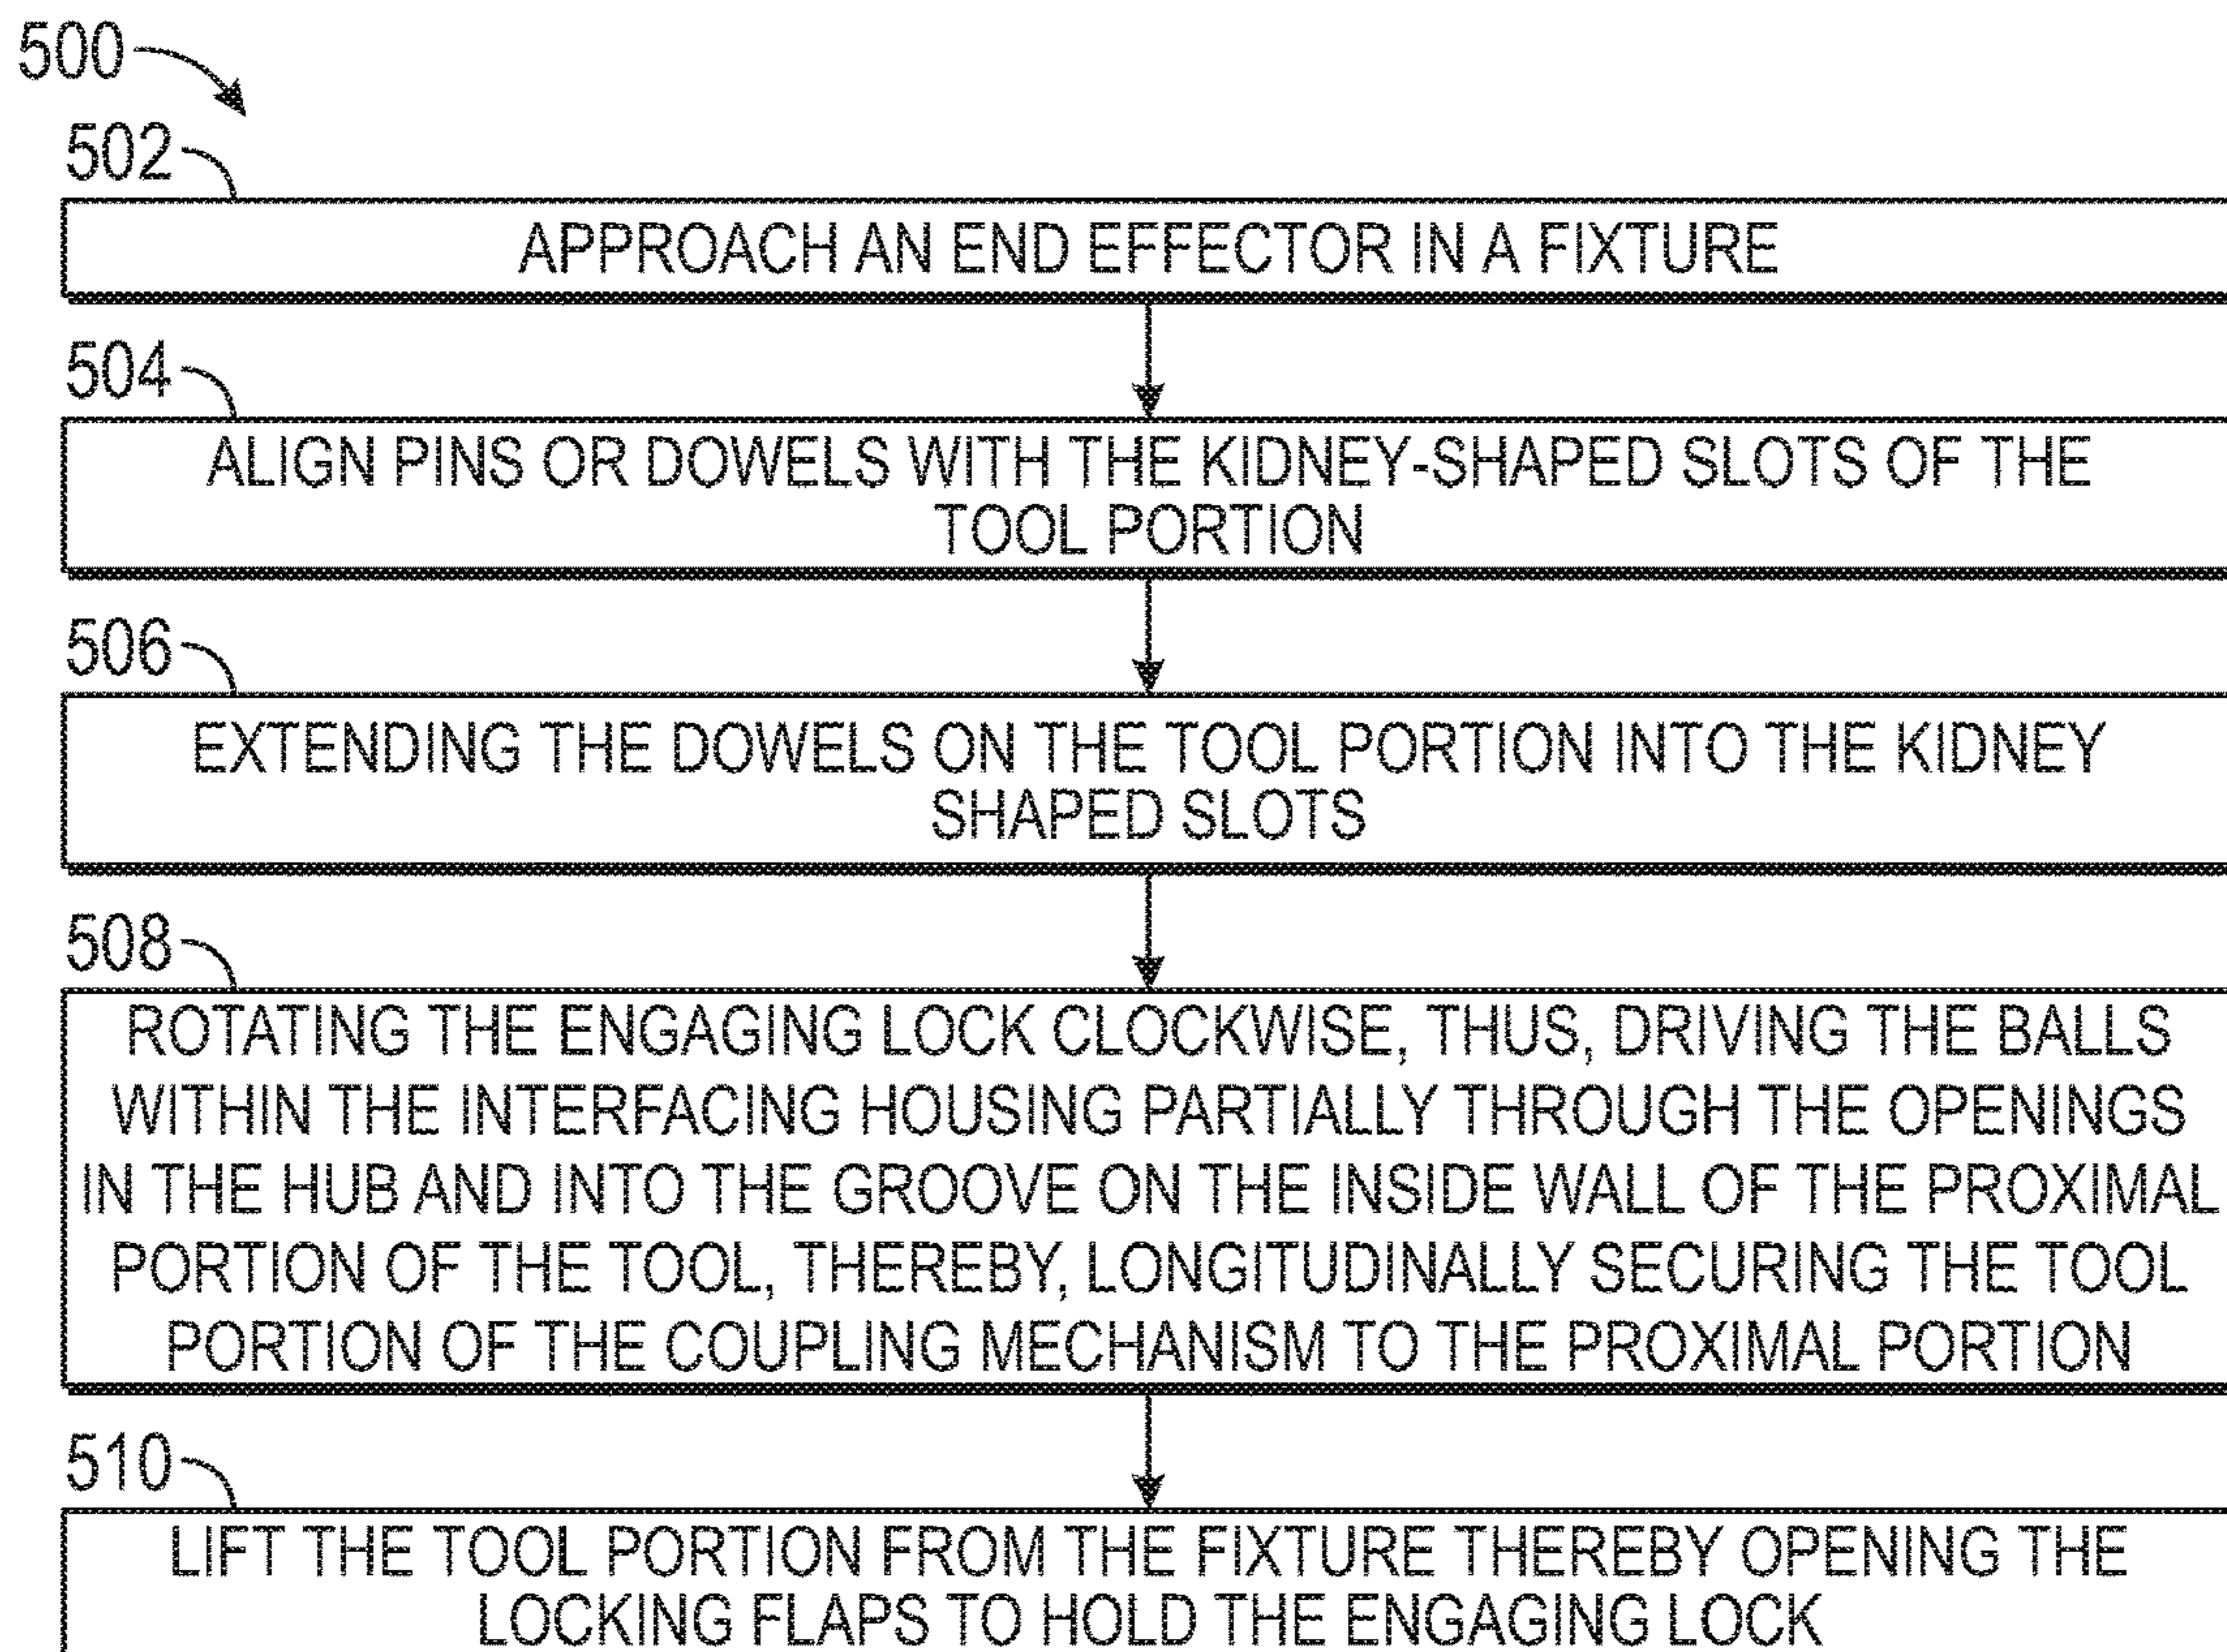 500
502
APPROACH AN END EFFECTOR IN A FIXTURE
504
ALIGN PINS OR DOWELS WITH THE KIDNEY-SHAPED SLOTS OF THE
TOOL PORTION
506
EXTENDING THE DOWELS ON THE TOOL PORTION INTO THE KIDNEY
SHAPED SLOTS
508
ROTATING THE ENGAGING LOCK CLOCKWISE, THUS, DRIVING THE BALLS
WITHIN THE INTERFACING HOUSING PARTIALLY THROUGH THE OPENINGS
IN THE HUB AND INTO THE GROOVE ON THE INSIDE WALL OF THE PROXIMAL
PORTION OF THE TOOL, THEREBY, LONGITUDINALLY SECURING THE TOOL
PORTION OF THE COUPLING MECHANISM TO THE PROXIMAL PORTION
510
LIFT THE TOOL PORTION FROM THE FIXTURE THEREBY OPENING THE
LOCKING FLAPS TO HOLD THE ENGAGING LOCK